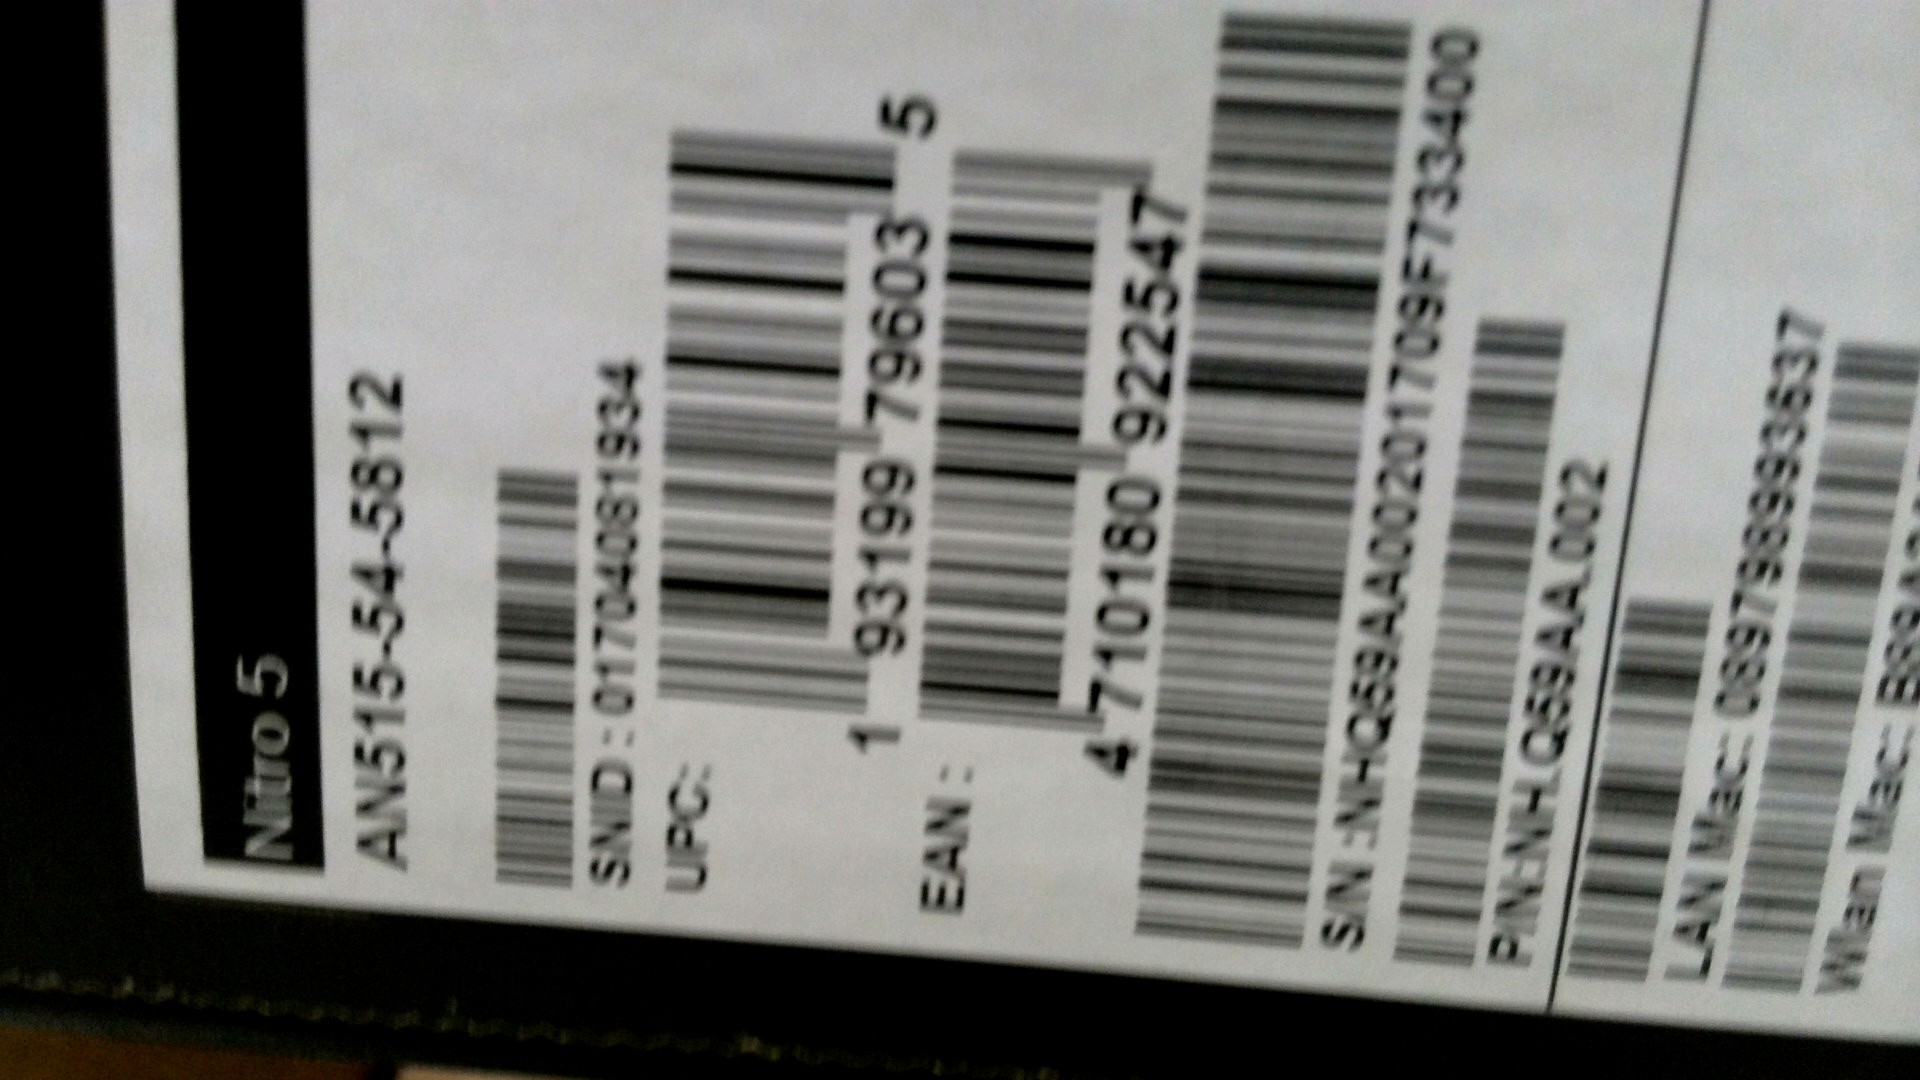 Nitro 5
AN515-54-5812
SNID : 01704081934
UPC:
1 93199 79603 5
EAN :
4 710180 922547
S/N :NHQ59AA00201709F733400
P/N:NH.Q59AA.002
LAN Mac: 089798993637
Wlan Mac: